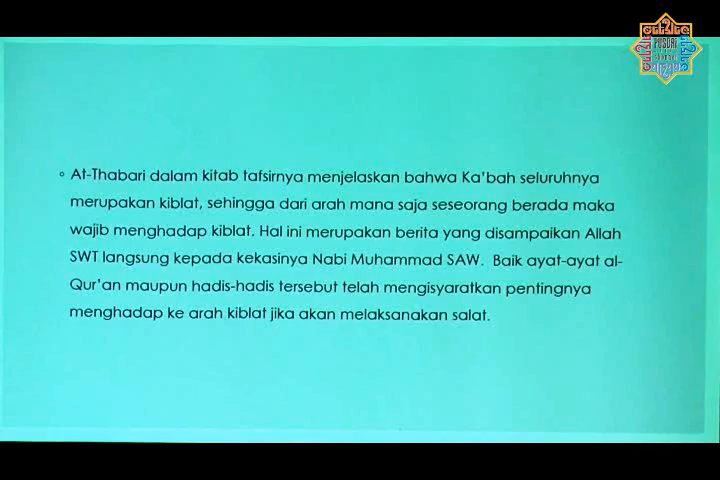 PUSDAI
At-Thabari dalam kitab tafsirnya menjelaskan bahwa Ka'bah seluruhnya
merupakan kiblat, sehingga dari arah mana saja seseorang berada maka
wajib menghadap kiblat. Hal ini merupakan berita yang disampaikan Allah
SWT langsung kepada kekasinya Nabi Muhammad SAW.  Baik ayat-ayat al-
Qur'an maupun hadis-hadis tersebut telah mengisyaratkan pentingnya
menghadap ke arah kiblat jika akan melaksanakan salat.